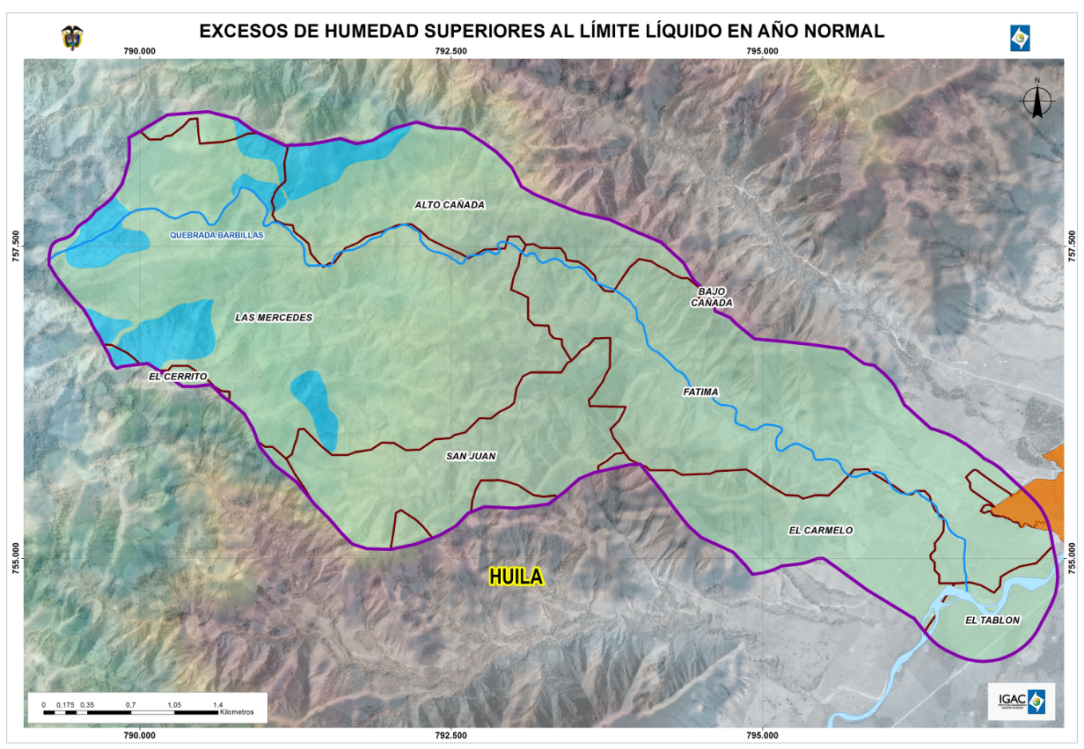 EXCESOS DE HUMEDAD SUPERIORES AL LÍMITE LÍQUIDO EN AÑO NORMAL
790.000
792.500
795.000
N
ALTO CAÑADA
QUEBRADA BARBILLAS
757.500
757.500
BAJO
CAÑADA
LAS MERCEDES
EL CERRITO
FATIMA
SAN JUAN
EL CARMELO
755.000
755.000
HUILA
EL TABLON
0 0,175 0,35 0,7 1,05 1,4
Kilometros
IGAC
790.000
792.500
795.000